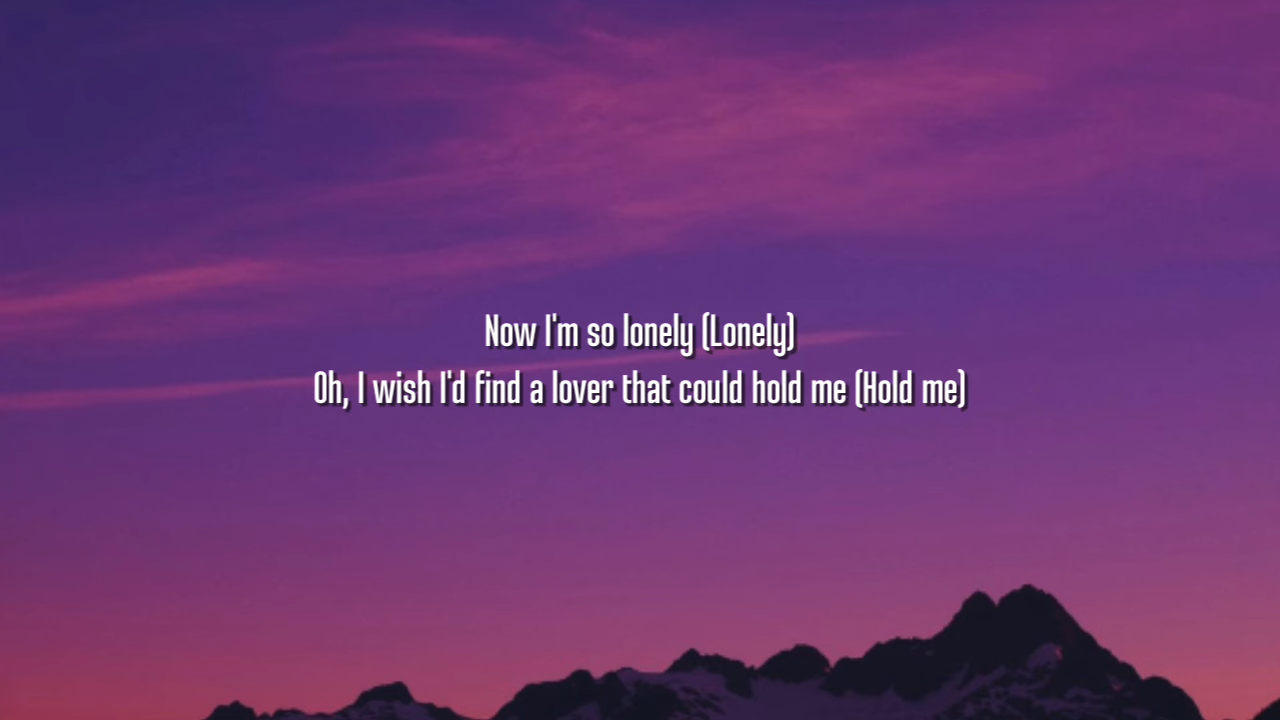 Now I'm so lonely (Lonely)
Oh, I wish I'd find a lover that could hold me (Hold me)